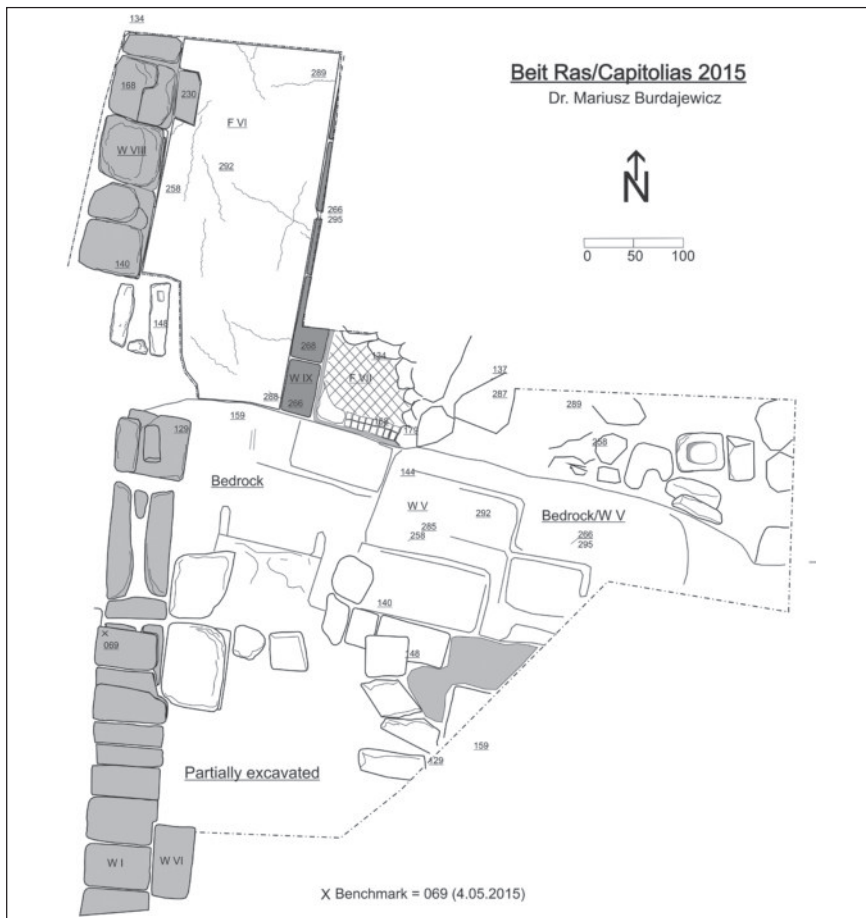 134
Beit Ras/Capitolias 2015
Dr. Mariusz Burdajewicz
289
168
230
F VI
W VIII
292
N
258
266
295
0 50 100
140
148
268
134
F VII
W IX
266
137
288
287
159
289
129
179
258
144
Bedrock
W V
292
Bedrock/W V
285
258
266
295
140
069
148
159
129
Partially excavated
W I
W VI
X Benchmark = 069 (4.05.2015)